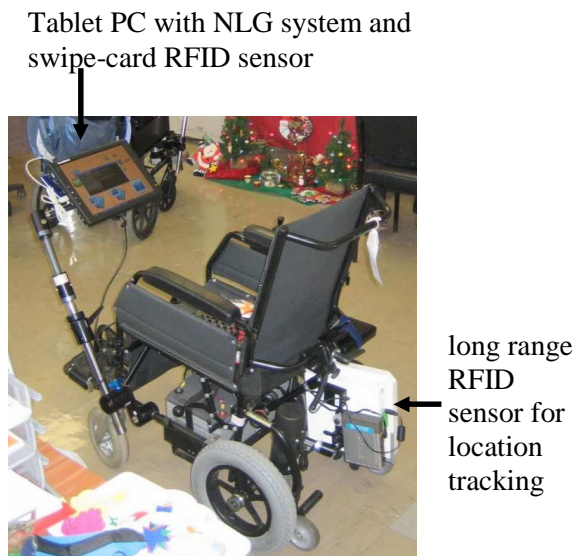 Tablet PC with NLG system and
swipe-card RFID sensor
long range
RFID
sensor for
location
tracking